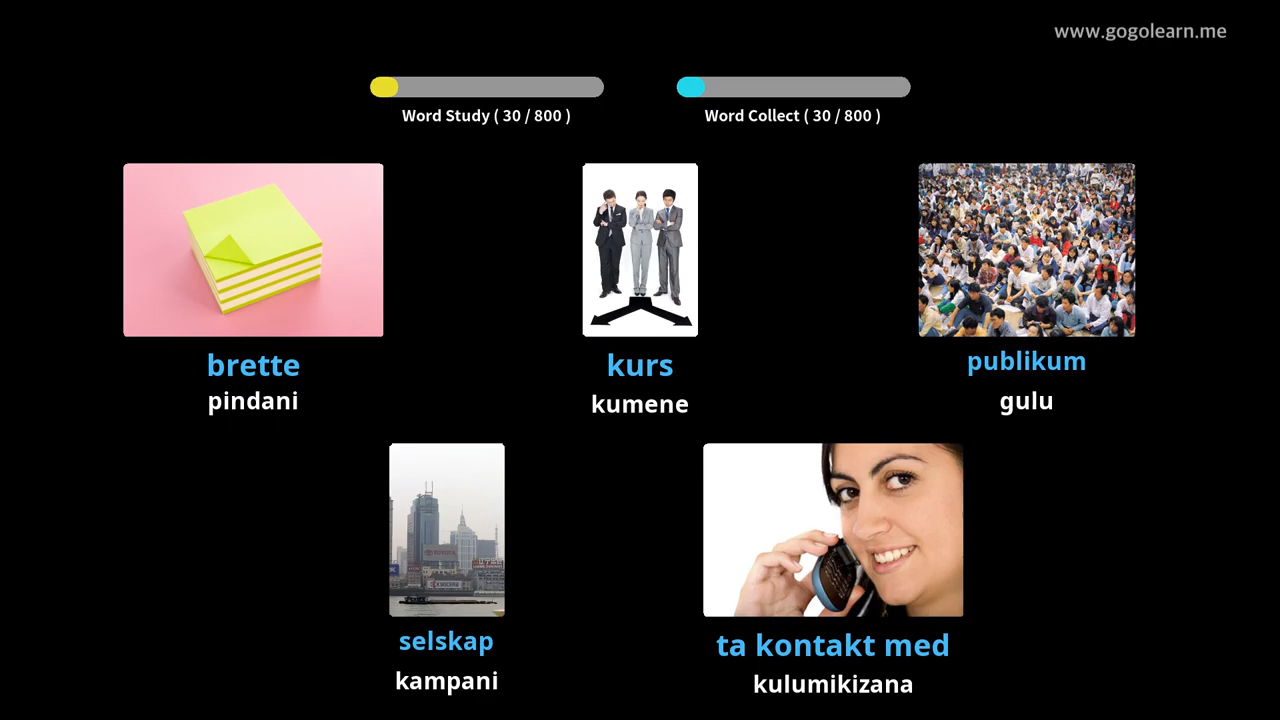 www.gogolearn.me
Word Study ( 30 / 800 )
Word Collect ( 30 / 800 )
brette
pindani
kurs
kumene
publikum
gulu
TOYOTA
selskap
kampani
ta kontakt med
kulumikizana